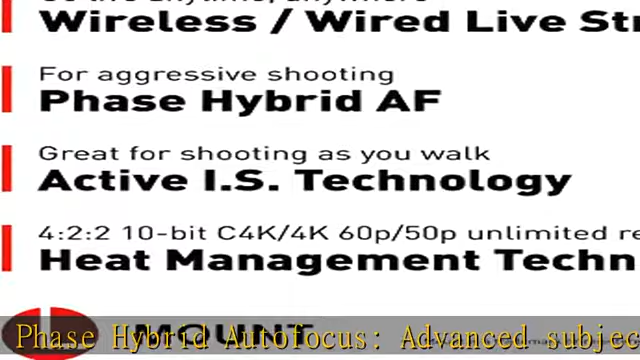 Wireless / Wired Live Str
For aggressive shooting
Phase Hybrid AF
Great for shooting as you walk
Active I.S. Technology
4:2:2 10-bit C4K/4K 60p/50p unlimited re
Heat Management Techn
MOUNT
Phase Hybrid Autofocus: Advanced subjec